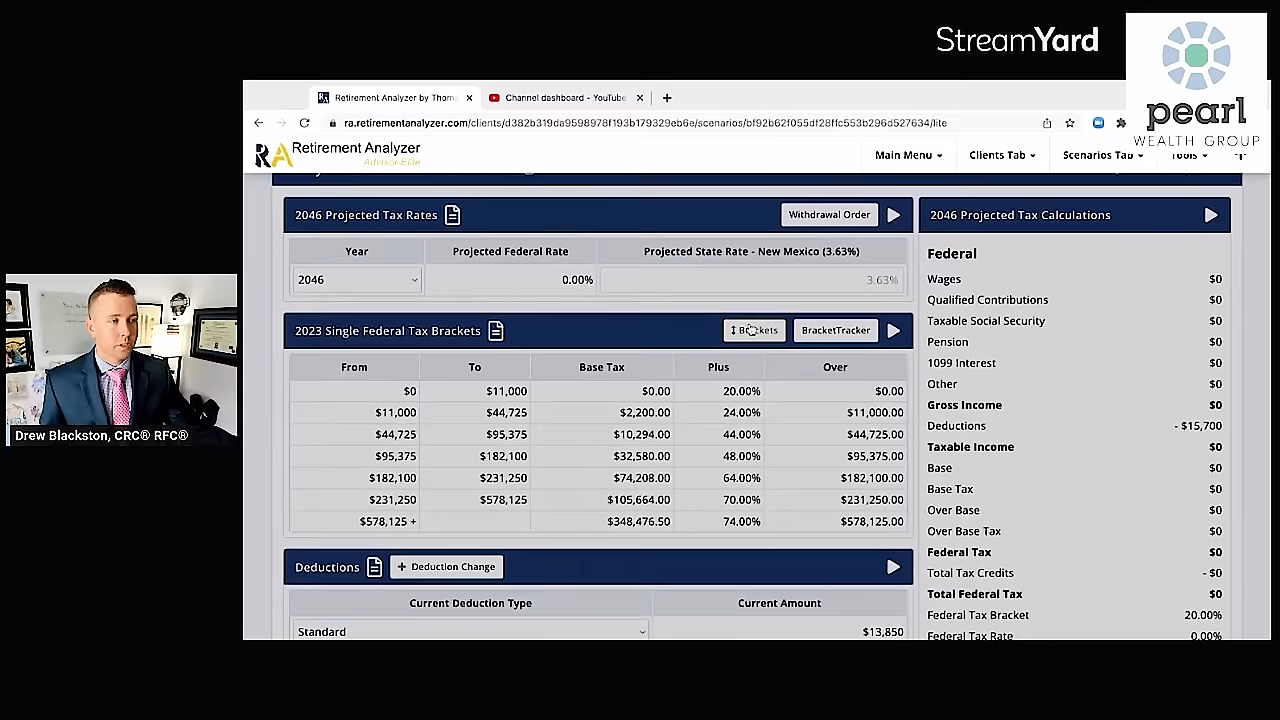 StreamYard
pearl
WEALTH GROUP
Retirement Analyzer by Thom
Channel dashboard - YouTube
ra.retirementanalyzer.com/clients/d382b319da9598978f193b179329eb6e/scenarios/bf92b62f055df28ffc553b296d527634/lite
RA Retirement Analyzer
Advisor Elite
Main Menu
Clients Tab
Scenarios Tab
Tools
2046 Projected Tax Rates
Withdrawal Order
Year Projected Federal Rate Projected State Rate - New Mexico (3.63%)
2046 0.00% 3.63%
2023 Single Federal Tax Brackets
Brackets
BracketTracker
From To Base Tax Plus Over
$0 $11,000 $0.00 20.00% $0.00
$11,000 $44,725 $2,200.00 24.00% $11,000.00
$44,725 $95,375 $10,294.00 44.00% $44,725.00
$95,375 $182,100 $32,580.00 48.00% $95,375.00
$182,100 $231,250 $74,208.00 64.00% $182,100.00
$231,250 $578,125 $105,664.00 70.00% $231,250.00
$578,125 + $348,476.50 74.00% $578,125.00
Deductions
+ Deduction Change
Current Deduction Type Current Amount
Standard $13,850
2046 Projected Tax Calculations
Federal
Wages $0
Qualified Contributions $0
Taxable Social Security $0
Pension $0
1099 Interest $0
Other $0
Gross Income $0
Deductions - $15,700
Taxable Income $0
Base $0
Base Tax $0
Over Base $0
Over Base Tax $0
Federal Tax $0
Total Tax Credits - $0
Total Federal Tax $0
Federal Tax Bracket 20.00%
Federal Tax Rate 0.00%
Drew Blackston, CRC® RFC®